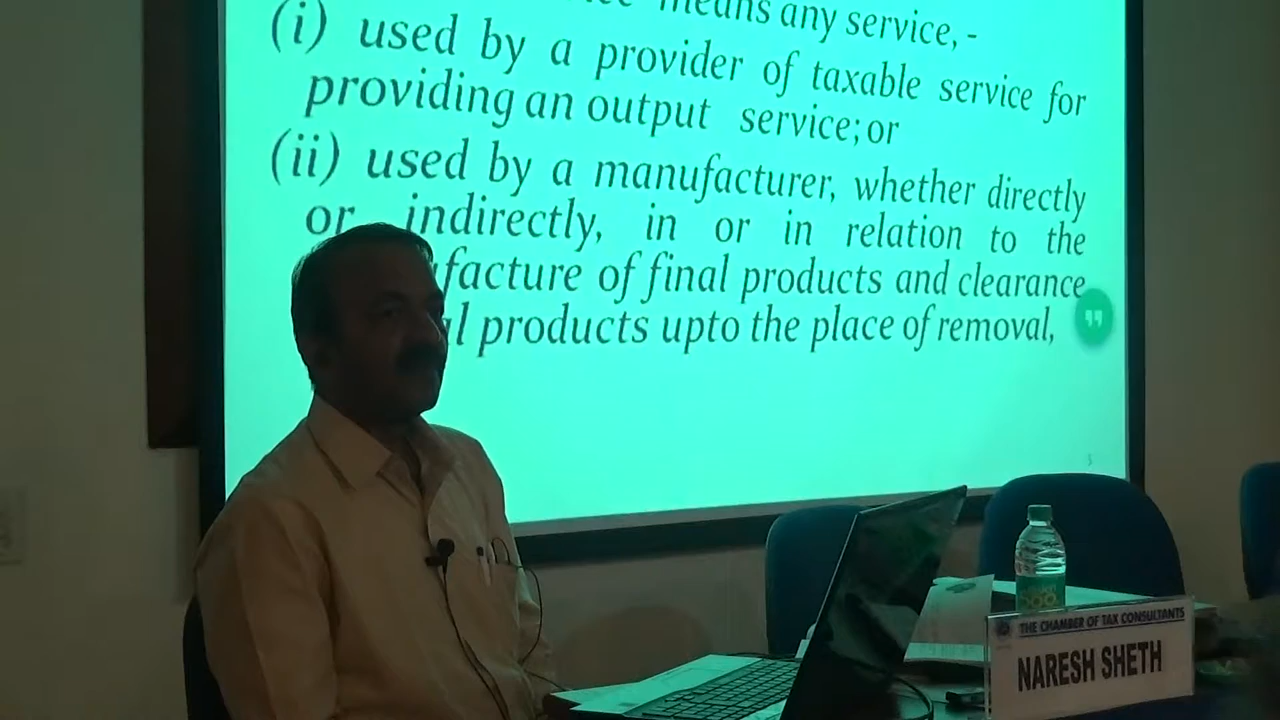 means any service, -
(i) used by a provider of taxable service for
providing an output service; or
(ii) used by a manufacturer, whether directly
or indirectly, in or in relation to the
facture of final products and clearance
products upto the place of removal,
5
THE CHAMBER OF TAX CONSULTANTS
NARESH SHETH